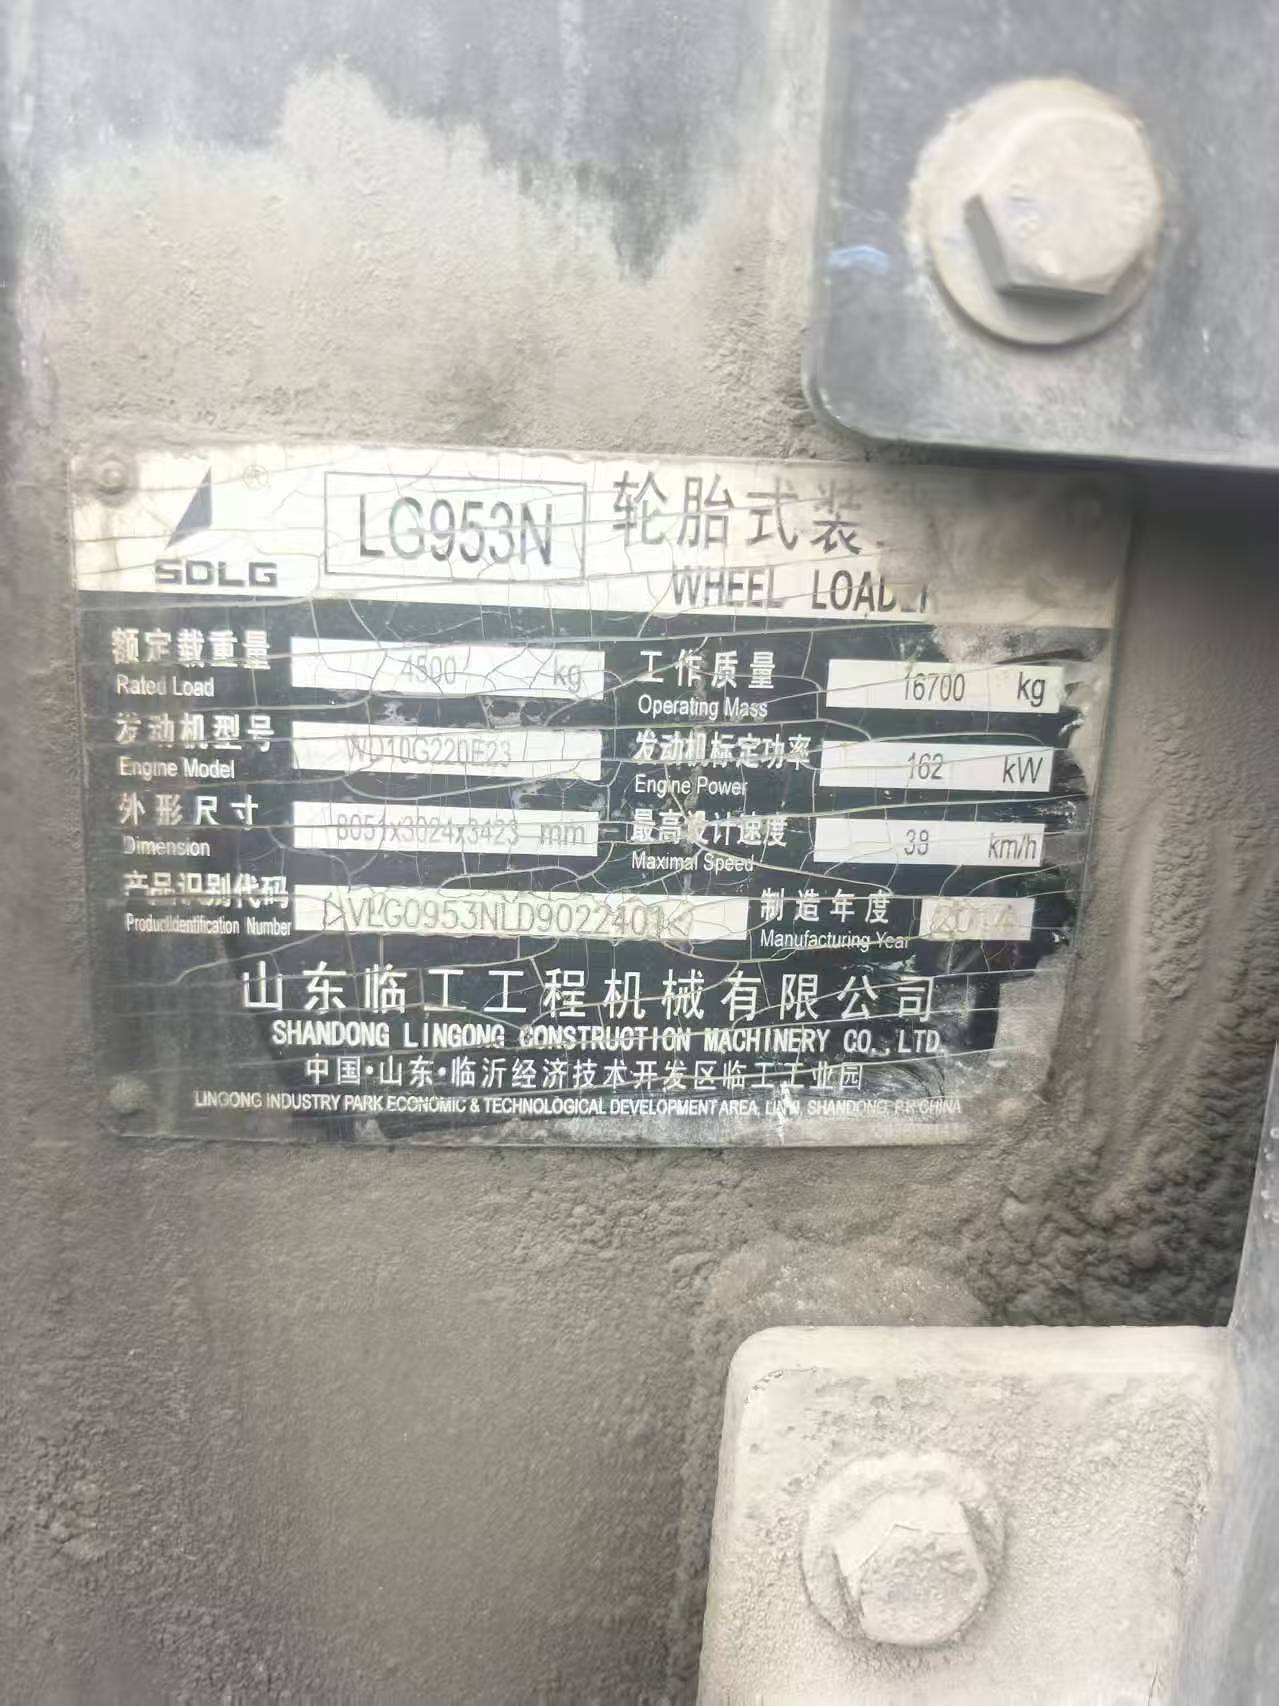 SDLG ®
LG953N
轮胎式装
WHEEL LOADER
额定载重量 4500 kg
Rated Load
工作质量 16700 kg
Operating Mass
发动机型号 WD10G220E23
Engine Model
发动机标定功率 162 kW
Engine Power
外形尺寸 8051x3024x3423 mm
Dimension
最高设计速度 38 km/h
Maximal Speed
产品识别代码 VLG0953NLD9022401
Productidentification Number
制造年度 2014
Manufacturing Year
山东临工工程机械有限公司
SHANDONG LINGONG CONSTRUCTION MACHINERY CO., LTD.
中国·山东·临沂经济技术开发区临工工业园
LINGONG INDUSTRY PARK ECONOMIC & TECHNOLOGICAL DEVELOPMENT AREA, SHANDONG, P.R.CHINA